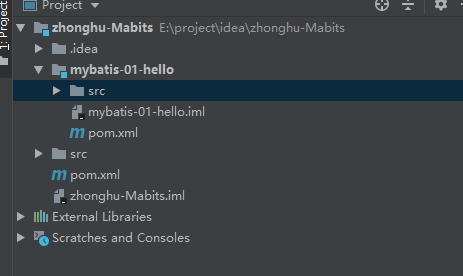 Project
1: Project
zhonghu-Mabits E:\project\idea\zhonghu-Mabits
.idea
mybatis-01-hello
src
mybatis-01-hello.iml
pom.xml
src
pom.xml
zhonghu-Mabits.iml
External Libraries
Scratches and Consoles